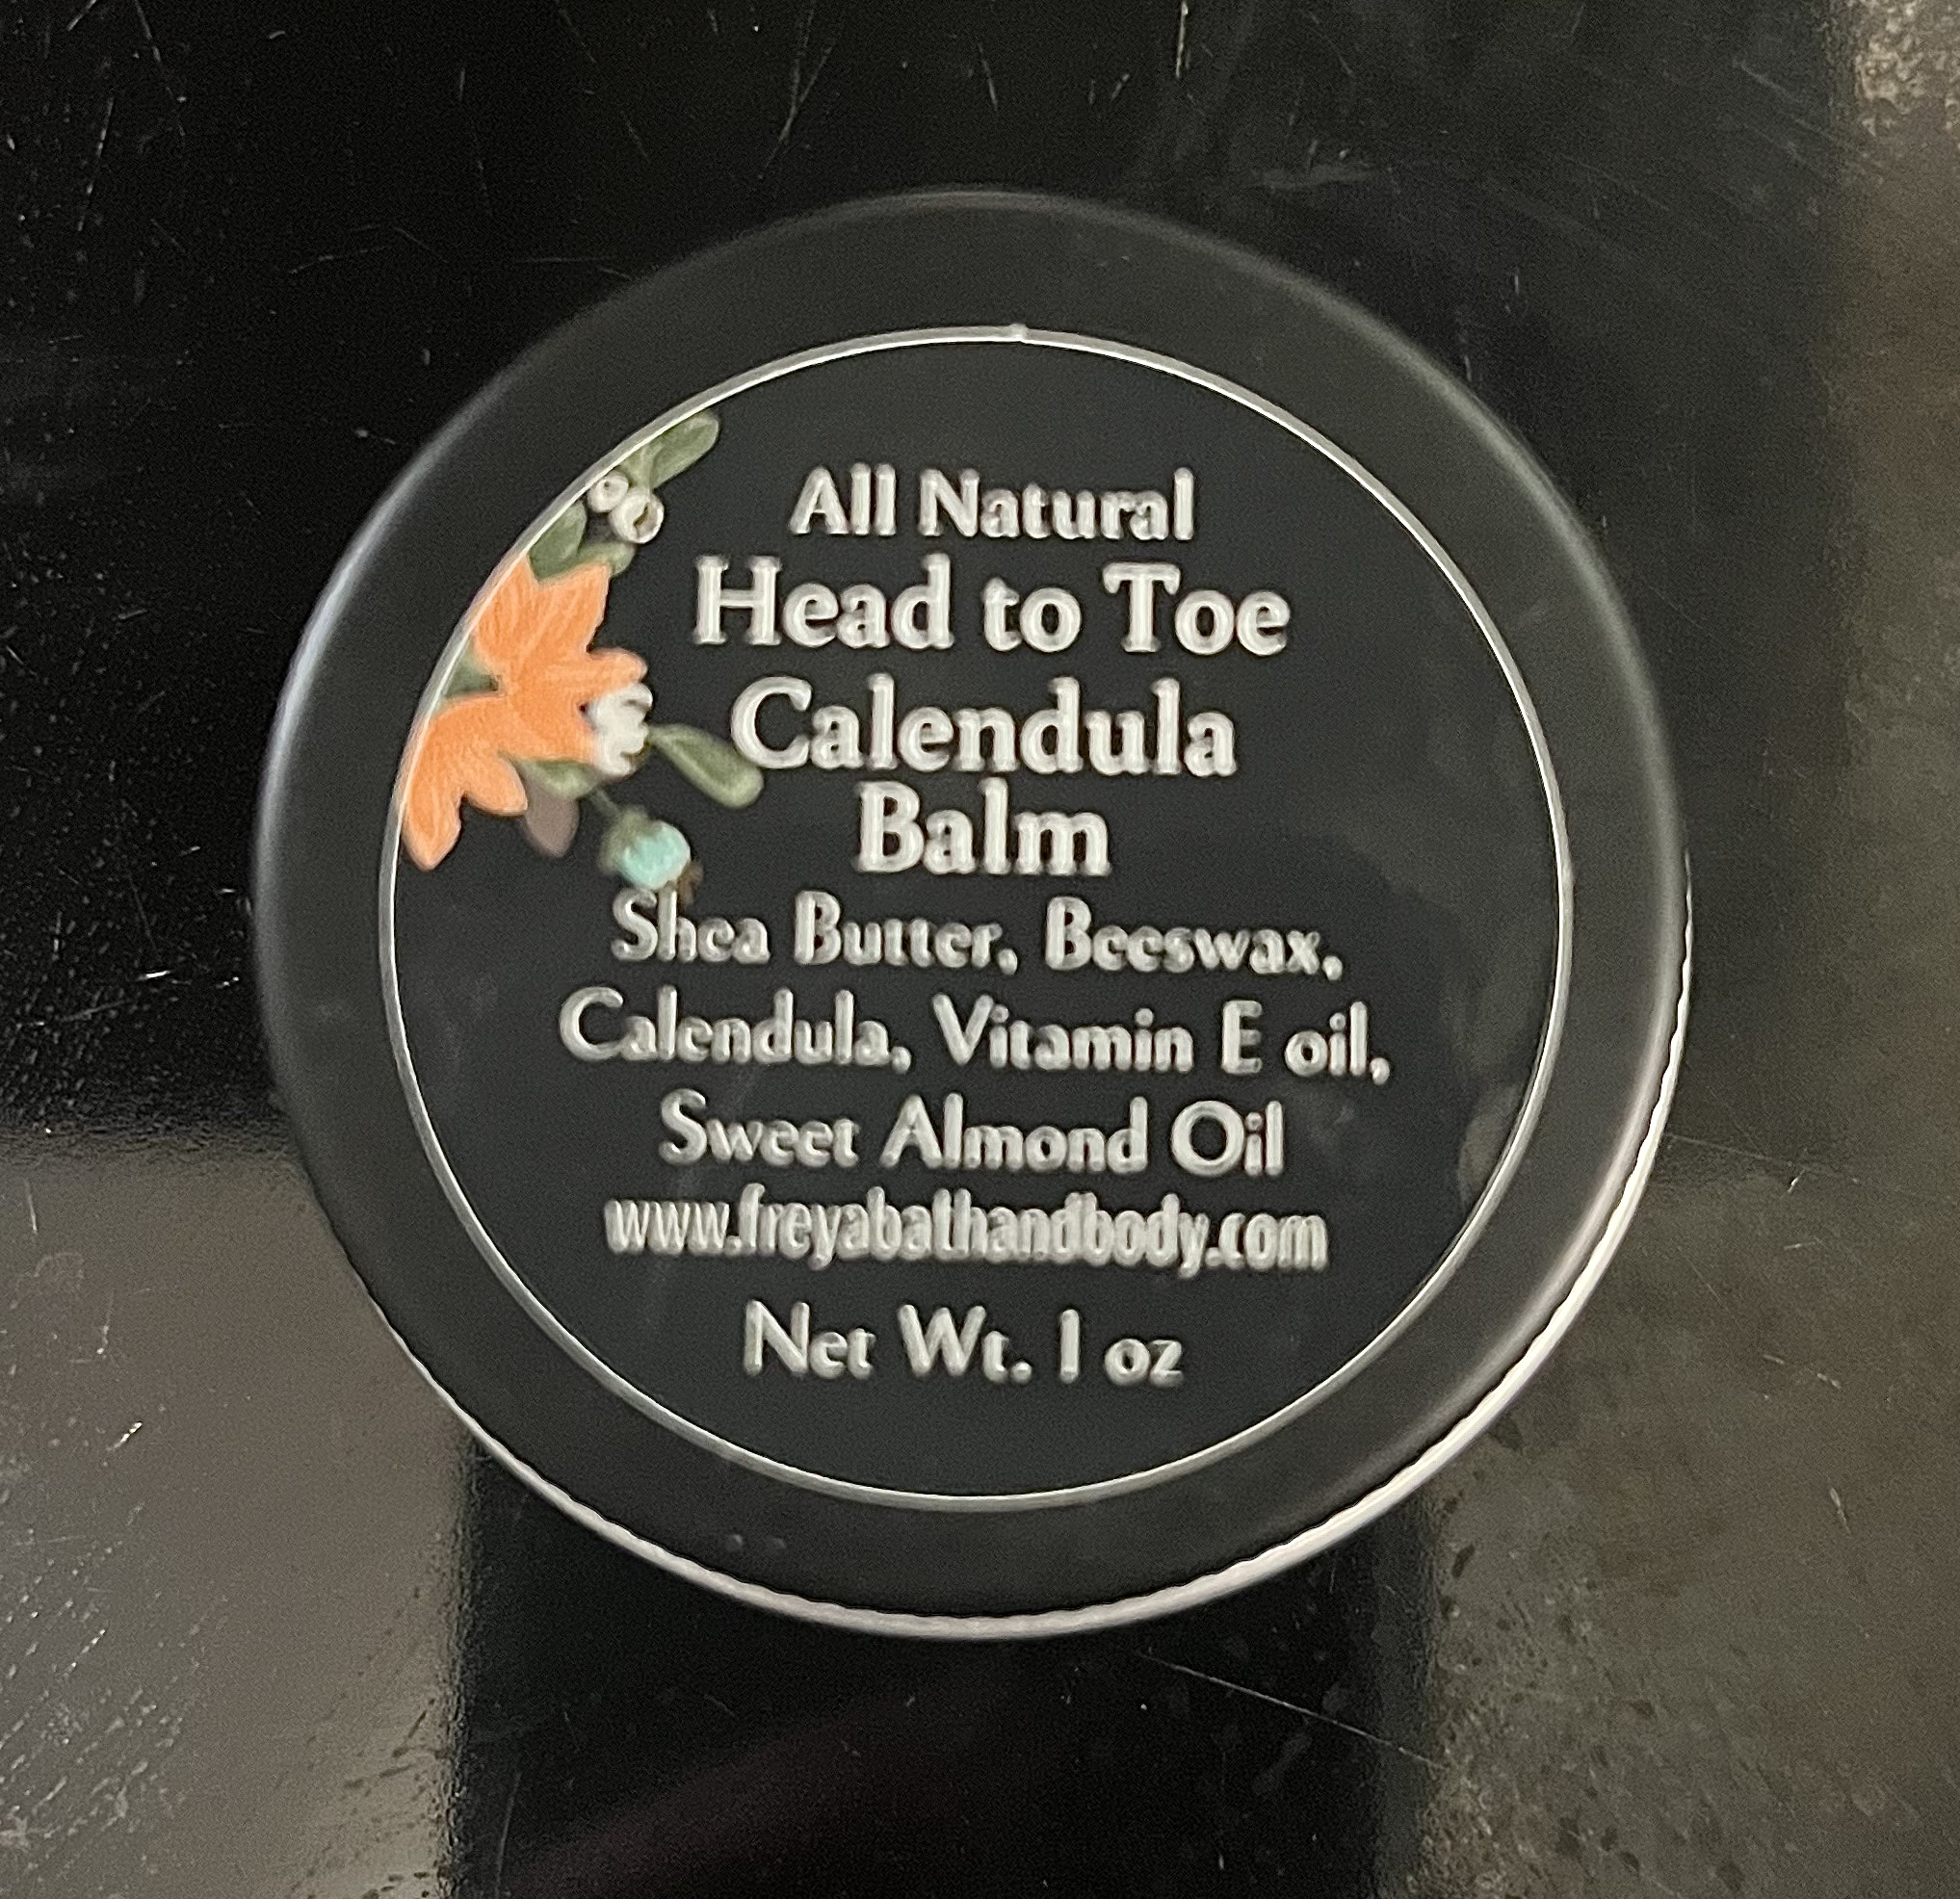 All Natural
Head to Toe
Calendula
Balm
Shea Butter, Beeswax,
Calendula, Vitamin E oil,
Sweet Almond Oil
www.freyabathandbody.com
Net Wt. 1 oz